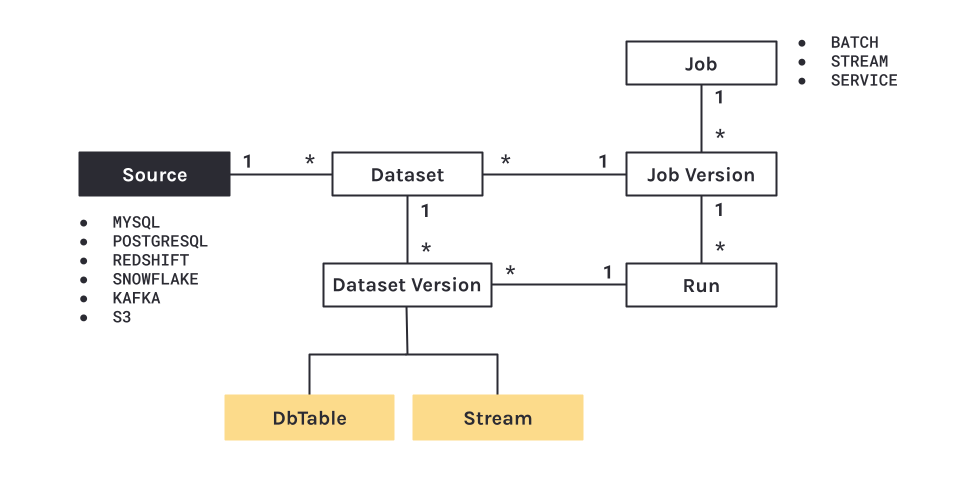 Job
● BATCH
● STREAM
● SERVICE
1
*
Source
1 *
Dataset
* 1
Job Version
● MYSQL
● POSTGRESQL
● REDSHIFT
● SNOWFLAKE
● KAFKA
● S3
1
*
1
*
Dataset Version
* 1
Run
DbTable
Stream